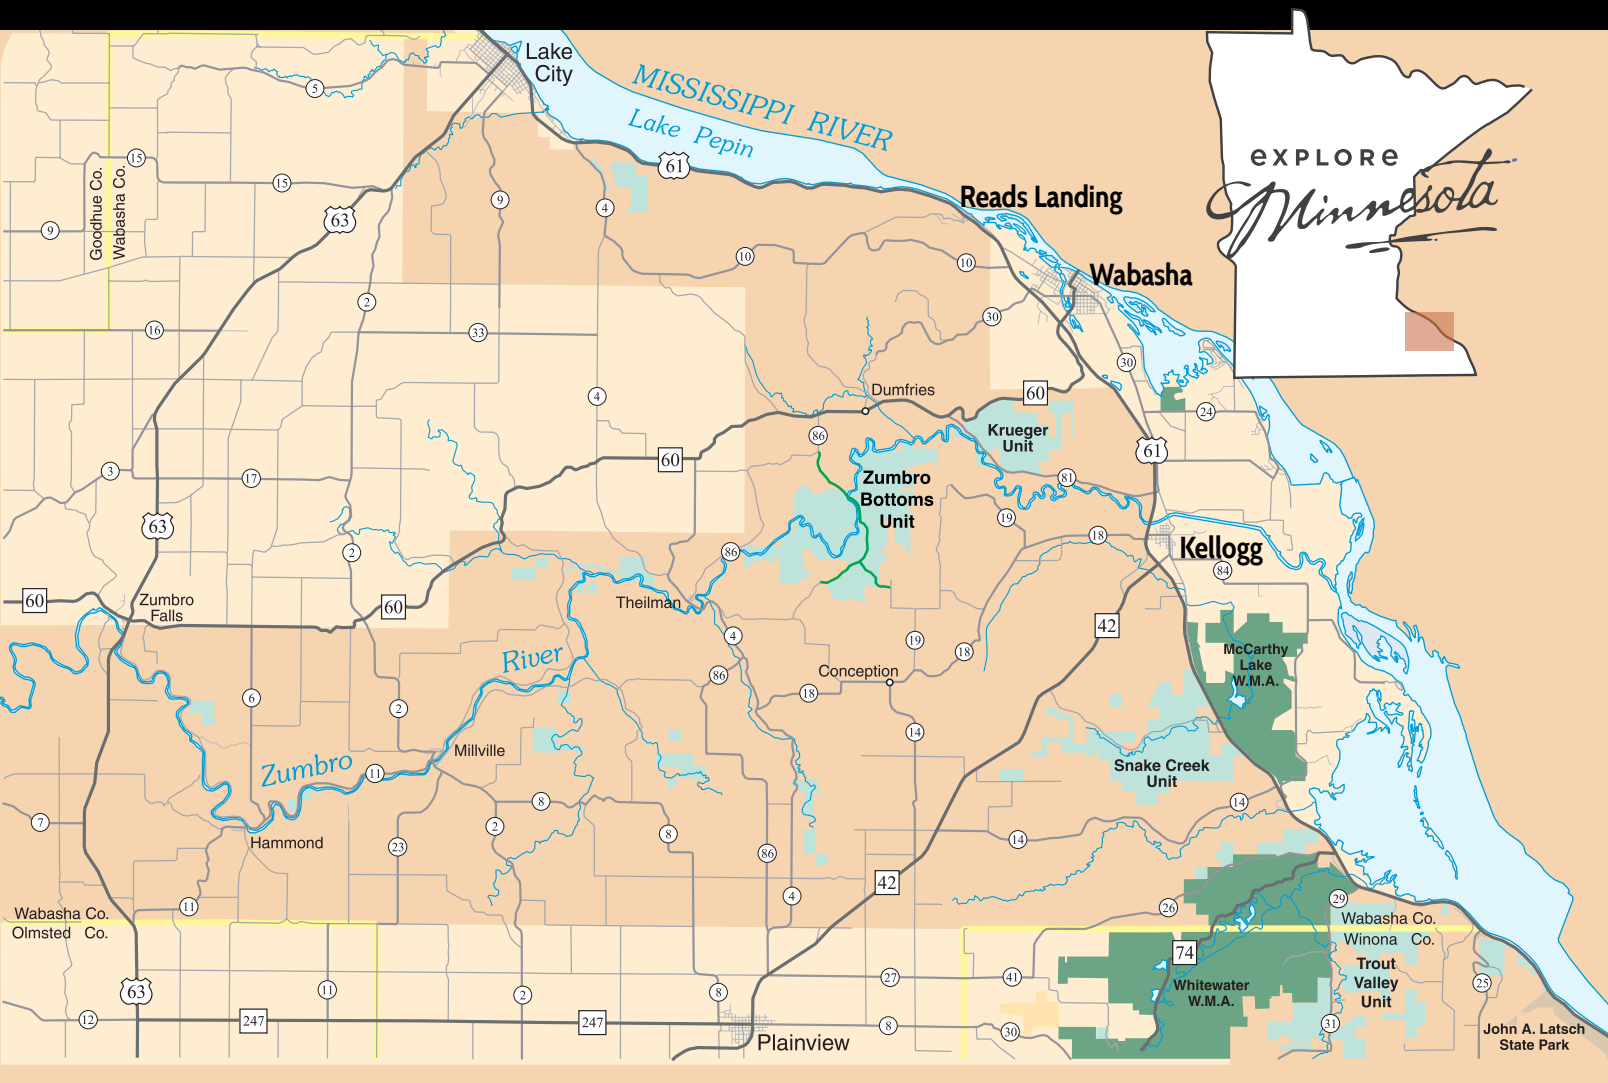 Lake
City
MISSISSIPPI RIVER
Lake Pepin
EXPLORE
Minnesota
5
61
15
15
63
9
Goodhue Co.
Wabasha Co.
9
4
Reads Landing
10
10
Wabasha
2
16
33
30
30
4
Dumfries
60
24
86
Krueger
Unit
61
3
17
60
81
Zumbro
Bottoms
Unit
19
63
2
86
18
Kellogg
84
60
Zumbro
Falls
60
Theilman
42
4
19
18
River
McCarthy
Lake
W.M.A.
86
Conception
18
6
2
14
Millville
Zumbro
11
Snake Creek
Unit
8
14
7
2
8
14
Hammond
23
86
42
4
11
26
29
Wabasha Co.
Olmsted Co.
Wabasha Co.
Winona Co.
74
Trout
Valley
Unit
27
41
Whitewater
W.M.A.
25
63
11
2
8
12
247
247
8
30
31
Plainview
John A. Latsch
State Park